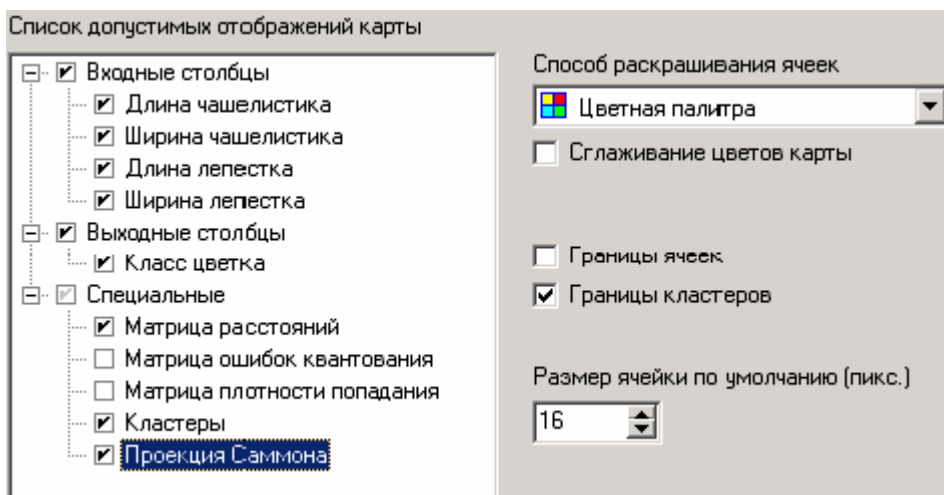 Список допустимых отображений карты
Входные столбцы
Длина чашелистика
Ширина чашелистика
Длина лепестка
Ширина лепестка
Выходные столбцы
Класс цветка
Специальные
Матрица расстояний
Матрица ошибок квантования
Матрица плотности попадания
Кластеры
Проекция Саммона
Способ раскрашивания ячеек
Цветная палитра
Сглаживание цветов карты
Границы ячеек
Границы кластеров
Размер ячейки по умолчанию (пикс.)
16